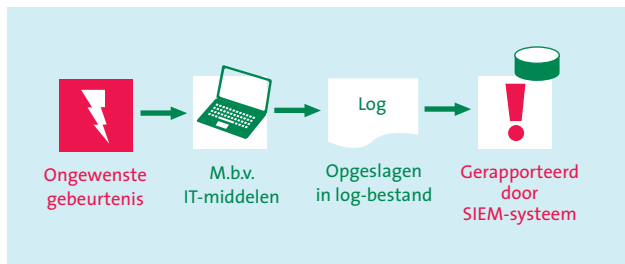 Log
Ongewenste
gebeurtenis
M.b.v.
IT-middelen
Opgeslagen
in log-bestand
Gerapporteerd
door
SIEM-systeem